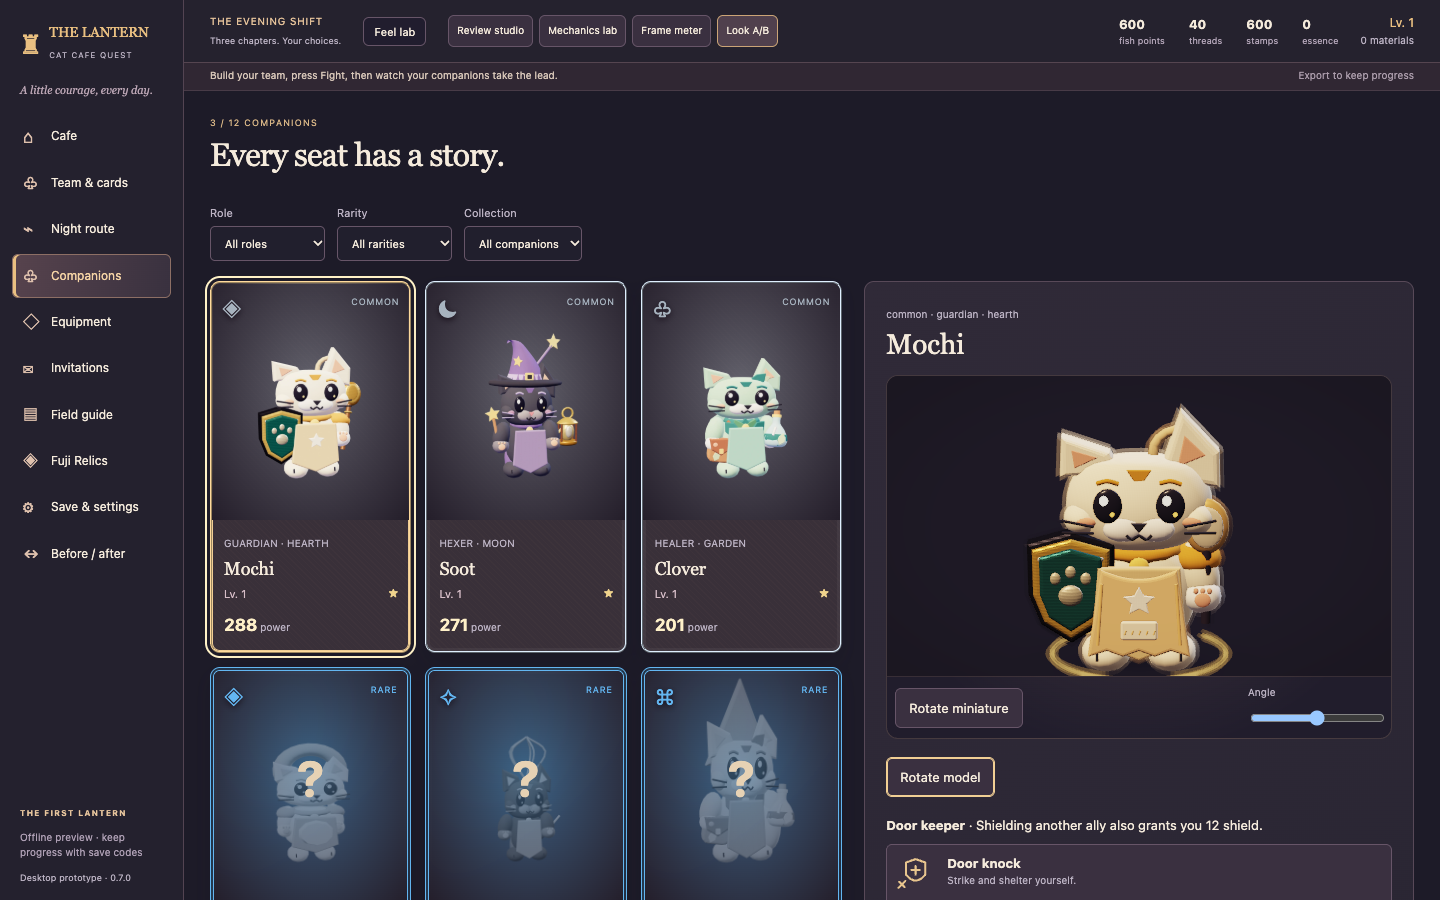 THE LANTERN
CAT CAFE QUEST
A little courage, every day.
Cafe
Team & cards
Night route
Companions
Equipment
Invitations
Field guide
Fuji Relics
Save & settings
Before / after
THE FIRST LANTERN
Offline preview · keep
progress with save codes
Desktop prototype · 0.7.0
THE EVENING SHIFT
Three chapters. Your choices.
Feel lab
Review studio
Mechanics lab
Frame meter
Look A/B
600
fish points
40
threads
600
stamps
0
essence
Lv. 1
0 materials
Build your team, press Fight, then watch your companions take the lead.
Export to keep progress
3 / 12 COMPANIONS
Every seat has a story.
Role
All roles
Rarity
All rarities
Collection
All companions
COMMON
GUARDIAN · HEARTH
Mochi
Lv. 1
288 power
COMMON
HEXER · MOON
Soot
Lv. 1
271 power
COMMON
HEALER · GARDEN
Clover
Lv. 1
201 power
RARE
?
RARE
?
RARE
?
common · guardian · hearth
Mochi
Rotate miniature
Angle
Rotate model
Door keeper · Shielding another ally also grants you 12 shield.
Door knock
Strike and shelter yourself.